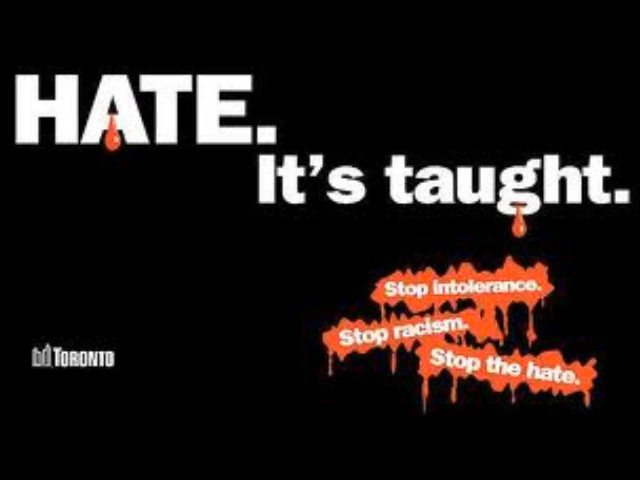 HATE.
It's taught.
Stop intolerance.
Stop racism.
Stop the hate.
TORONTO